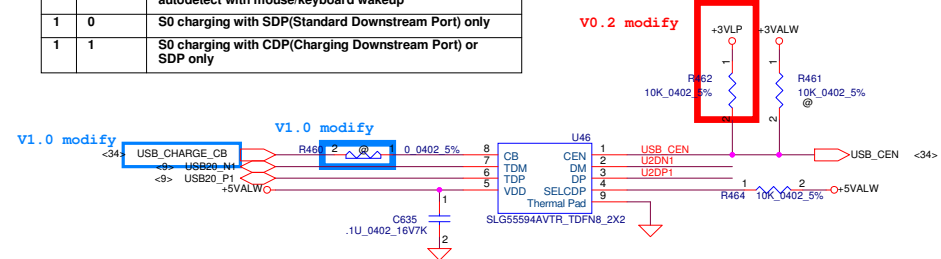 autodetect with mouse/keyboard wakeup
1 0 S0 charging with SDP(Standard Downstream Port) only
1 1 S0 charging with CDP(Charging Downstream Port) or
SDP only
V0.2 modify
+3VLP +3VALW
1 1
R462 R461
10K_0402_5% 10K_0402_5%
@
2 2
V1.0 modify V1.0 modify
U46
<34> USB_CHARGE_CB R460 2 @ 1 0_0402_5% 8 CB CEN 1 USB_CEN USB_CEN <34>
<9> USB20_N1 7 TDM DM 2 U2DN1
<9> USB20_P1 6 TDP DP 3 U2DP1
+5VALW 5 VDD SELCDP 4 1 2 +5VALW
Thermal Pad 9 R464 10K_0402_5%
1
C635 SLG55594AVTR_TDFN8_2X2
.1U_0402_16V7K
2